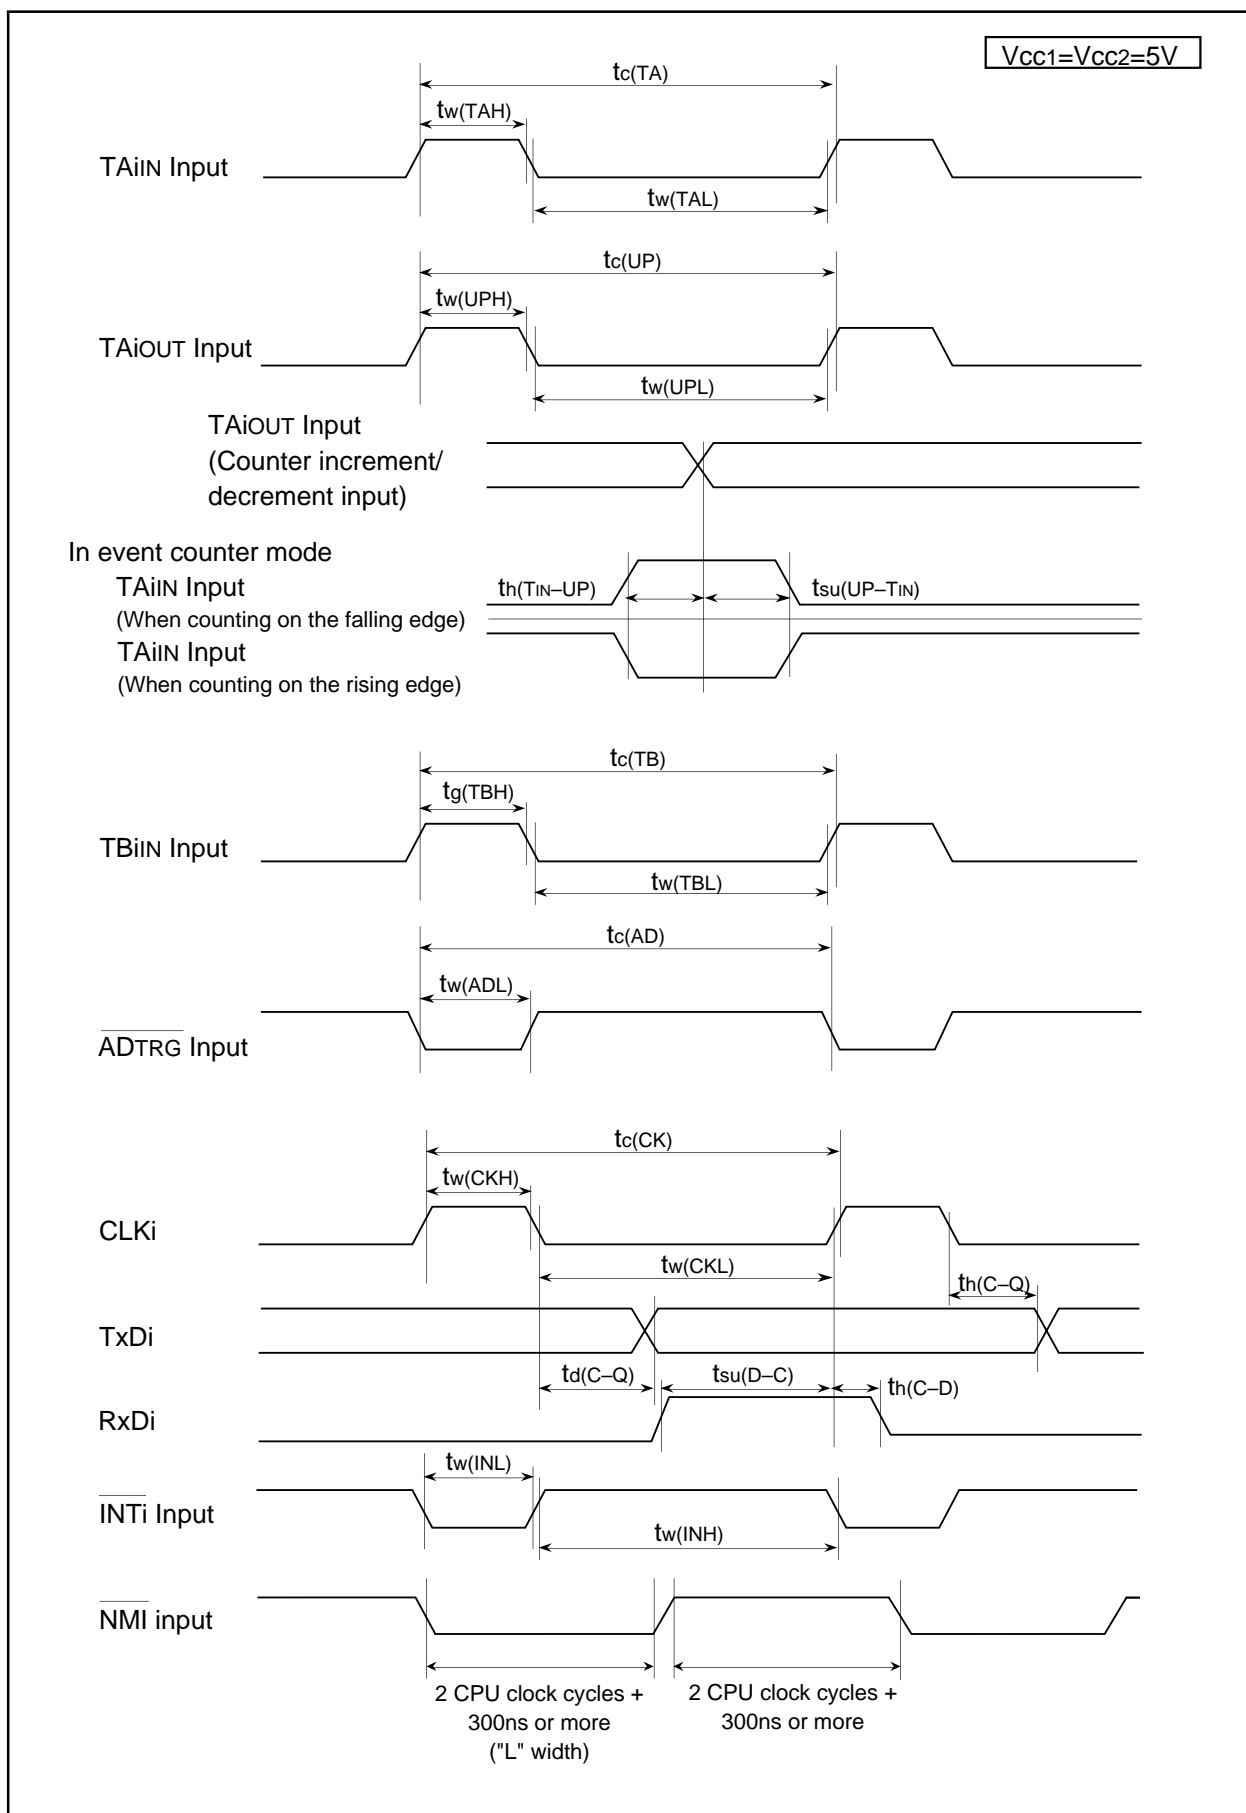 Vcc1=Vcc2=5V
tc(TA)
tw(TAH)
TAiIN Input
tw(TAL)
tc(UP)
tw(UPH)
TAiOUT Input
tw(UPL)
TAiOUT Input
(Counter increment/
decrement input)
In event counter mode
TAiIN Input
th(TIN–UP)
tsu(UP–TIN)
(When counting on the falling edge)
TAiIN Input
(When counting on the rising edge)
tc(TB)
tg(TBH)
TBiIN Input
tw(TBL)
tc(AD)
tw(ADL)
ADTRG Input
tc(CK)
tw(CKH)
CLKi
tw(CKL)
th(C–Q)
TxDi
td(C–Q)
tsu(D–C)
th(C–D)
RxDi
tw(INL)
INTi Input
tw(INH)
NMI input
2 CPU clock cycles +
300ns or more
("L" width)
2 CPU clock cycles +
300ns or more